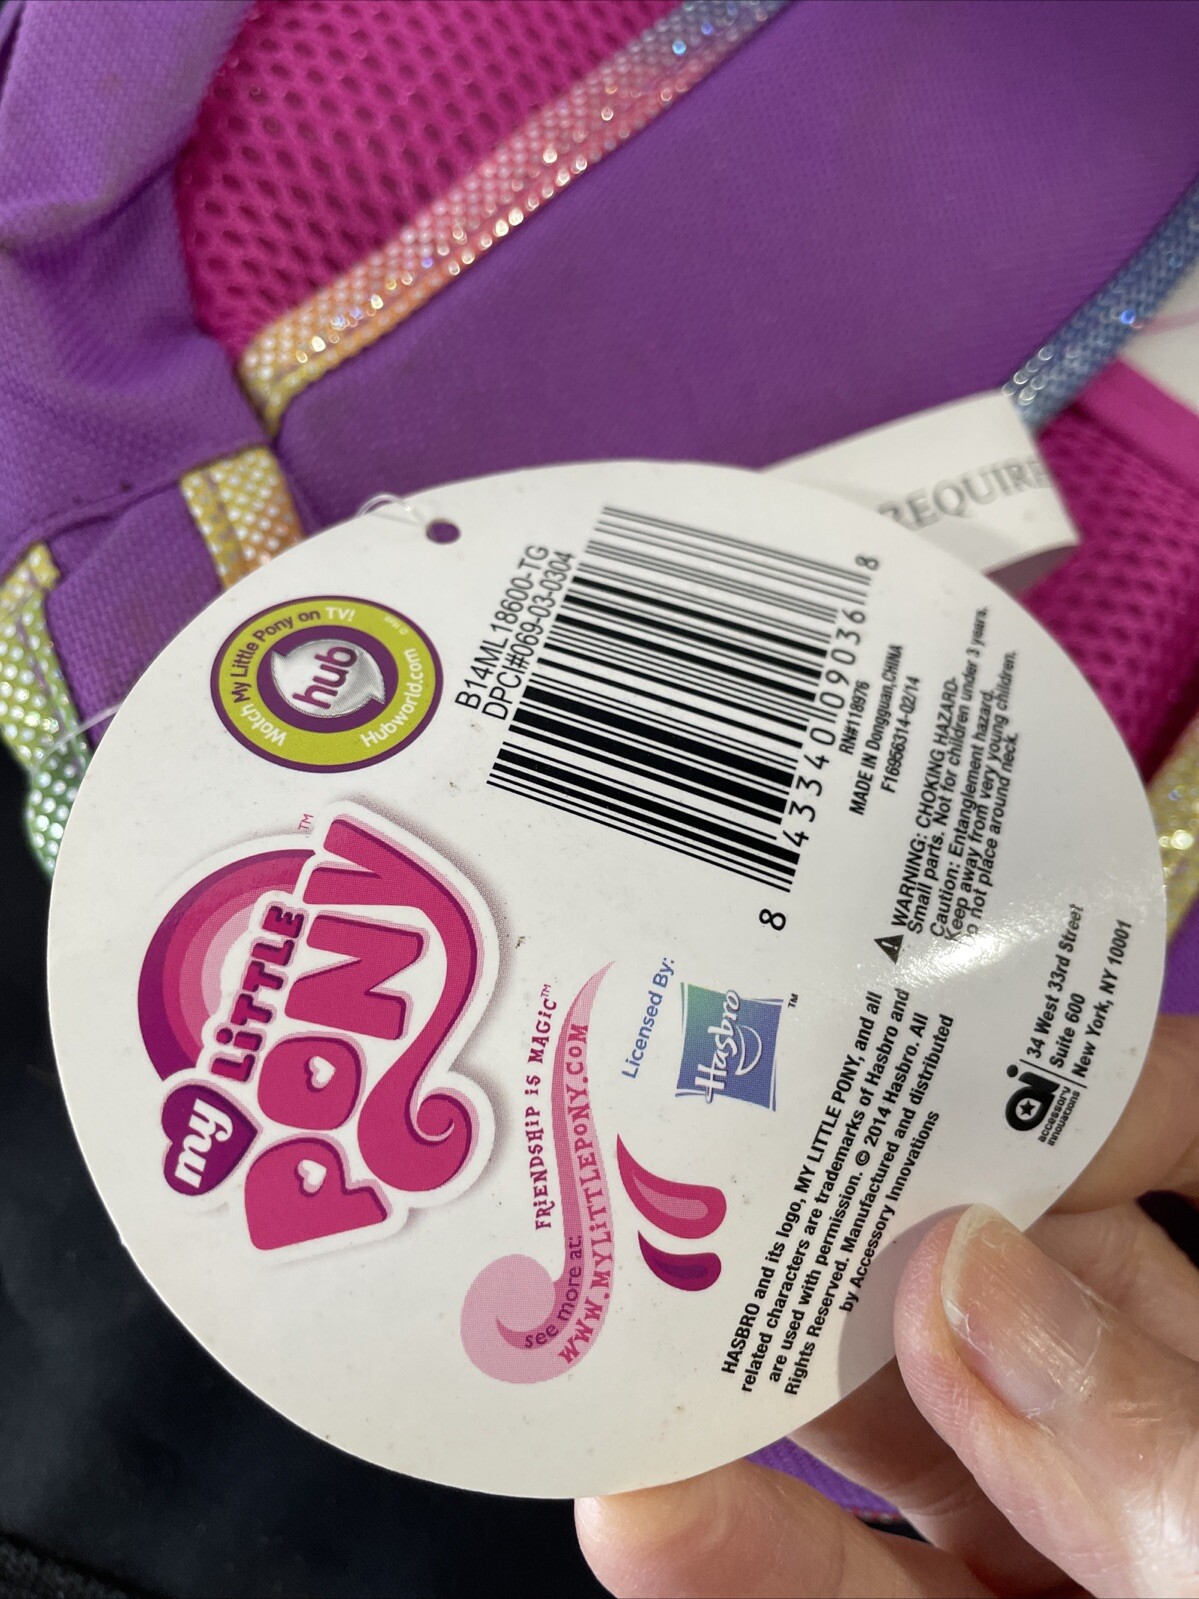 REQUIRE
B14ML18600-TG
DPCI#069-03-0304
8 43340 09036 8
RN#118976
MADE IN Dongguan,CHINA
F16956314-02/14
Watch My Little Pony on TV!
hub
Hubworld.com
my
LiTTLE
PONY
TM
FRiENDSHiP iS MAGiC™
see more at:
WWW.MYLiTTLEPONY.COM
Licensed By:
Hasbro
TM
WARNING: CHOKING HAZARD-
Small parts. Not for children under 3 years.
Caution: Entanglement hazard.
Keep away from very young children.
Do not place around neck.
HASBRO and its logo, MY LITTLE PONY, and all
related characters are trademarks of Hasbro and
are used with permission. © 2014 Hasbro. All
Rights Reserved. Manufactured and distributed
by Accessory Innovations
ai
accessory
innovations
34 West 33rd Street
Suite 600
New York, NY 10001